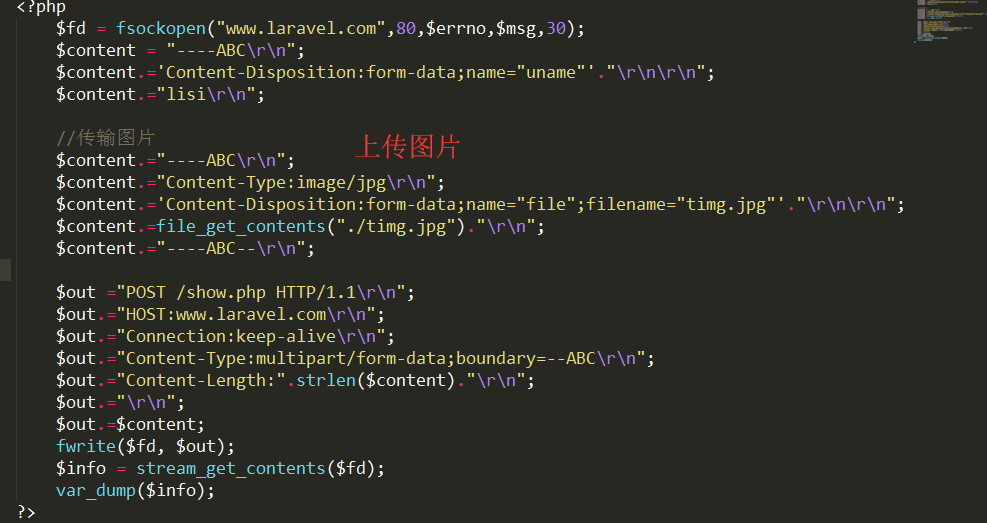 <?php
$fd = fsockopen("www.laravel.com",80,$errno,$msg,30);
$content = "----ABC\r\n";
$content.='Content-Disposition:form-data;name="uname"'."\r\n\r\n";
$content.="lisi\r\n";
//传输图片
上传图片
$content.="----ABC\r\n";
$content.="Content-Type:image/jpg\r\n";
$content.='Content-Disposition:form-data;name="file";filename="timg.jpg"'."\r\n\r\n";
$content.=file_get_contents("./timg.jpg")."\r\n";
$content.="----ABC--\r\n";
$out ="POST /show.php HTTP/1.1\r\n";
$out.="HOST:www.laravel.com\r\n";
$out.="Connection:keep-alive\r\n";
$out.="Content-Type:multipart/form-data;boundary=--ABC\r\n";
$out.="Content-Length:".strlen($content)."\r\n";
$out.="\r\n";
$out.=$content;
fwrite($fd, $out);
$info = stream_get_contents($fd);
var_dump($info);
?>